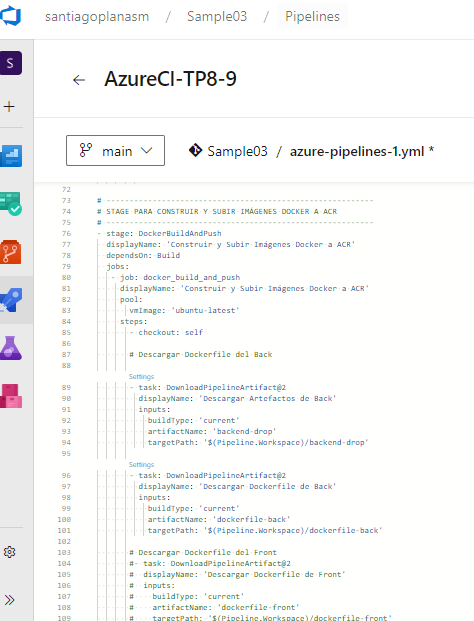 santiagoplanasm / Sample03 / Pipelines
S
← AzureCI-TP8-9
main Sample03 / azure-pipelines-1.yml *
72
73 # ----------------------------------------------------------
74 # STAGE PARA CONSTRUIR Y SUBIR IMÁGENES DOCKER A ACR
75 # ----------------------------------------------------------
76 - stage: DockerBuildAndPush
77 displayName: 'Construir y Subir Imágenes Docker a ACR'
78 dependsOn: Build
79 jobs:
80 - job: docker_build_and_push
81 displayName: 'Construir y Subir Imágenes Docker a ACR'
82 pool:
83 vmImage: 'ubuntu-latest'
84 steps:
85 - checkout: self
86
87 # Descargar Dockerfile del Back
88
Settings
89 - task: DownloadPipelineArtifact@2
90 displayName: 'Descargar Artefactos de Back'
91 inputs:
92 buildType: 'current'
93 artifactName: 'backend-drop'
94 targetPath: '$(Pipeline.Workspace)/backend-drop'
95
Settings
96 - task: DownloadPipelineArtifact@2
97 displayName: 'Descargar Dockerfile de Back'
98 inputs:
99 buildType: 'current'
100 artifactName: 'dockerfile-back'
101 targetPath: '$(Pipeline.Workspace)/dockerfile-back'
102
103 # Descargar Dockerfile del Front
104 #- task: DownloadPipelineArtifact@2
105 # displayName: 'Descargar Dockerfile de Front'
106 # inputs:
107 # buildType: 'current'
108 # artifactName: 'dockerfile-front'
109 # targetPath: '$(Pipeline.Workspace)/dockerfile-front'